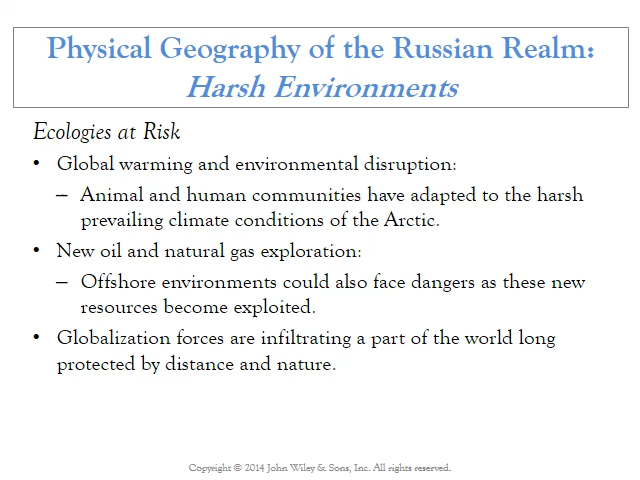 Physical Geography of the Russian Realm:
Harsh Environments
Ecologies at Risk
• Global warming and environmental disruption:
– Animal and human communities have adapted to the harsh
prevailing climate conditions of the Arctic.
• New oil and natural gas exploration:
– Offshore environments could also face dangers as these new
resources become exploited.
• Globalization forces are infiltrating a part of the world long
protected by distance and nature.
Copyright © 2014 John Wiley & Sons, Inc. All rights reserved.